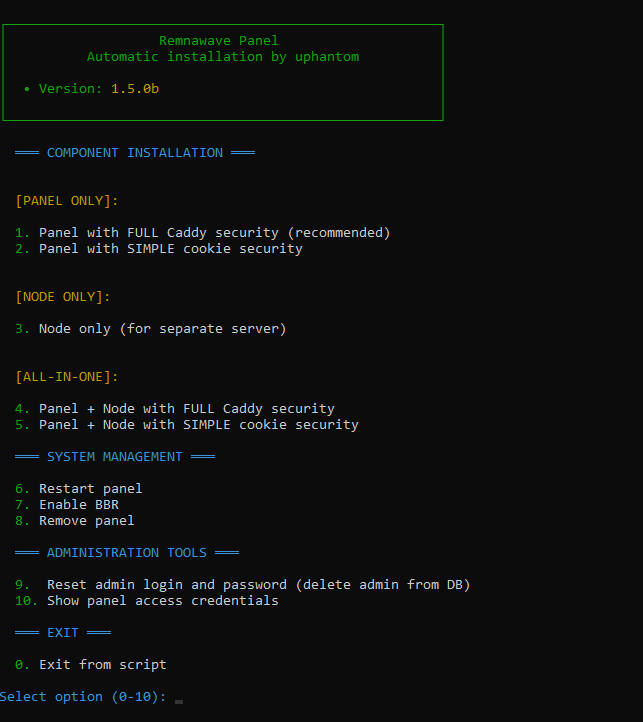 Remnawave Panel
Automatic installation by uphantom
• Version: 1.5.0b
═══ COMPONENT INSTALLATION ═══
[PANEL ONLY]:
1. Panel with FULL Caddy security (recommended)
2. Panel with SIMPLE cookie security
[NODE ONLY]:
3. Node only (for separate server)
[ALL-IN-ONE]:
4. Panel + Node with FULL Caddy security
5. Panel + Node with SIMPLE cookie security
═══ SYSTEM MANAGEMENT ═══
6. Restart panel
7. Enable BBR
8. Remove panel
═══ ADMINISTRATION TOOLS ═══
9.  Reset admin login and password (delete admin from DB)
10. Show panel access credentials
═══ EXIT ═══
0. Exit from script
Select option (0-10):